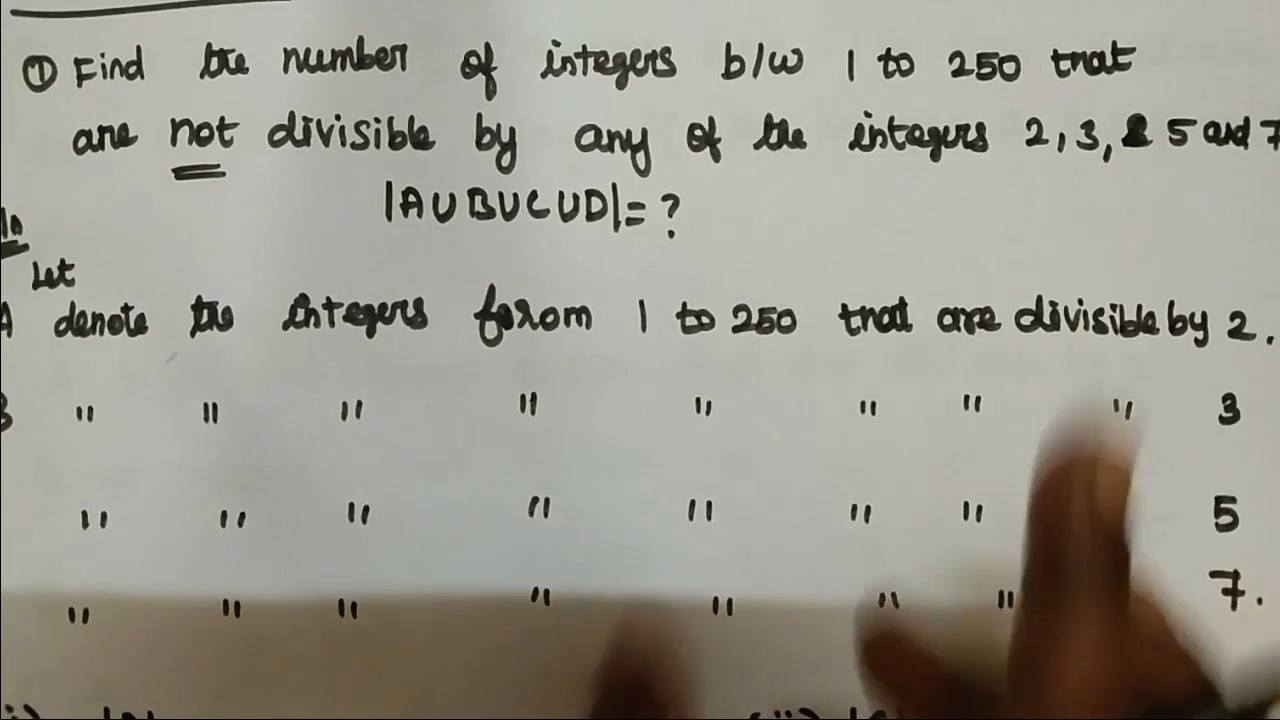 ① Find the number of integers b/w 1 to 250 that
are not divisible by any of the integers 2, 3, 5 and 7
|A∪B∪C∪D| = ?
Let
A denote the integers from 1 to 250 that are divisible by 2.
B " " " " " " " " 3
" " " " " " " 5
" " " " " " " 7.